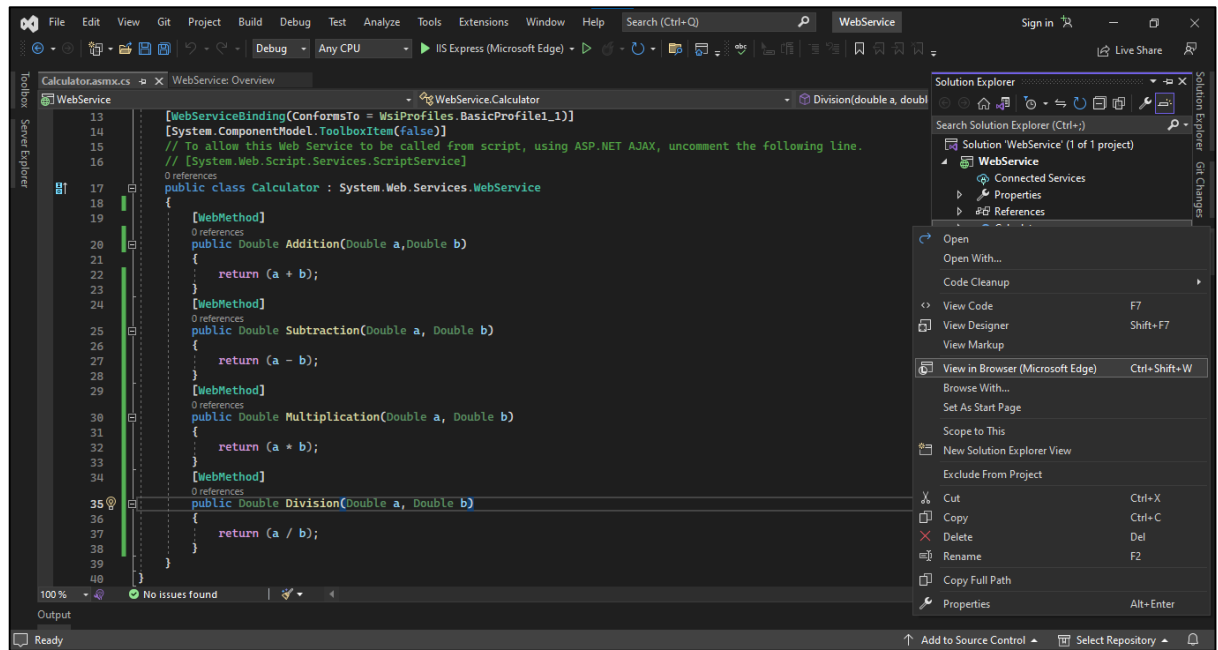 File Edit View Git Project Build Debug Test Analyze Tools Extensions Window Help Search (Ctrl+Q) WebService Sign in
Debug Any CPU IIS Express (Microsoft Edge) Live Share
Toolbox
Server Explorer
Calculator.asmx.cs WebService: Overview
WebService WebService.Calculator Division(double a, doubl
13 [WebServiceBinding(ConformsTo = WsiProfiles.BasicProfile1_1)]
14 [System.ComponentModel.ToolboxItem(false)]
15 // To allow this Web Service to be called from script, using ASP.NET AJAX, uncomment the following line.
16 // [System.Web.Script.Services.ScriptService]
0 references
17 public class Calculator : System.Web.Services.WebService
18 {
19 [WebMethod]
0 references
20 public Double Addition(Double a,Double b)
21 {
22 return (a + b);
23 }
24 [WebMethod]
0 references
25 public Double Subtraction(Double a, Double b)
26 {
27 return (a - b);
28 }
29 [WebMethod]
0 references
30 public Double Multiplication(Double a, Double b)
31 {
32 return (a * b);
33 }
34 [WebMethod]
0 references
35 public Double Division(Double a, Double b)
36 {
37 return (a / b);
38 }
39 }
40 }
100 % No issues found
Output
Solution Explorer
Search Solution Explorer (Ctrl+;)
Solution 'WebService' (1 of 1 project)
WebService
Connected Services
Properties
References
Open
Open With...
Code Cleanup
View Code F7
View Designer Shift+F7
View Markup
View in Browser (Microsoft Edge) Ctrl+Shift+W
Browse With...
Set As Start Page
Scope to This
New Solution Explorer View
Exclude From Project
Cut Ctrl+X
Copy Ctrl+C
Delete Del
Rename F2
Copy Full Path
Properties Alt+Enter
Solution Explorer
Git Changes
Ready Add to Source Control Select Repository